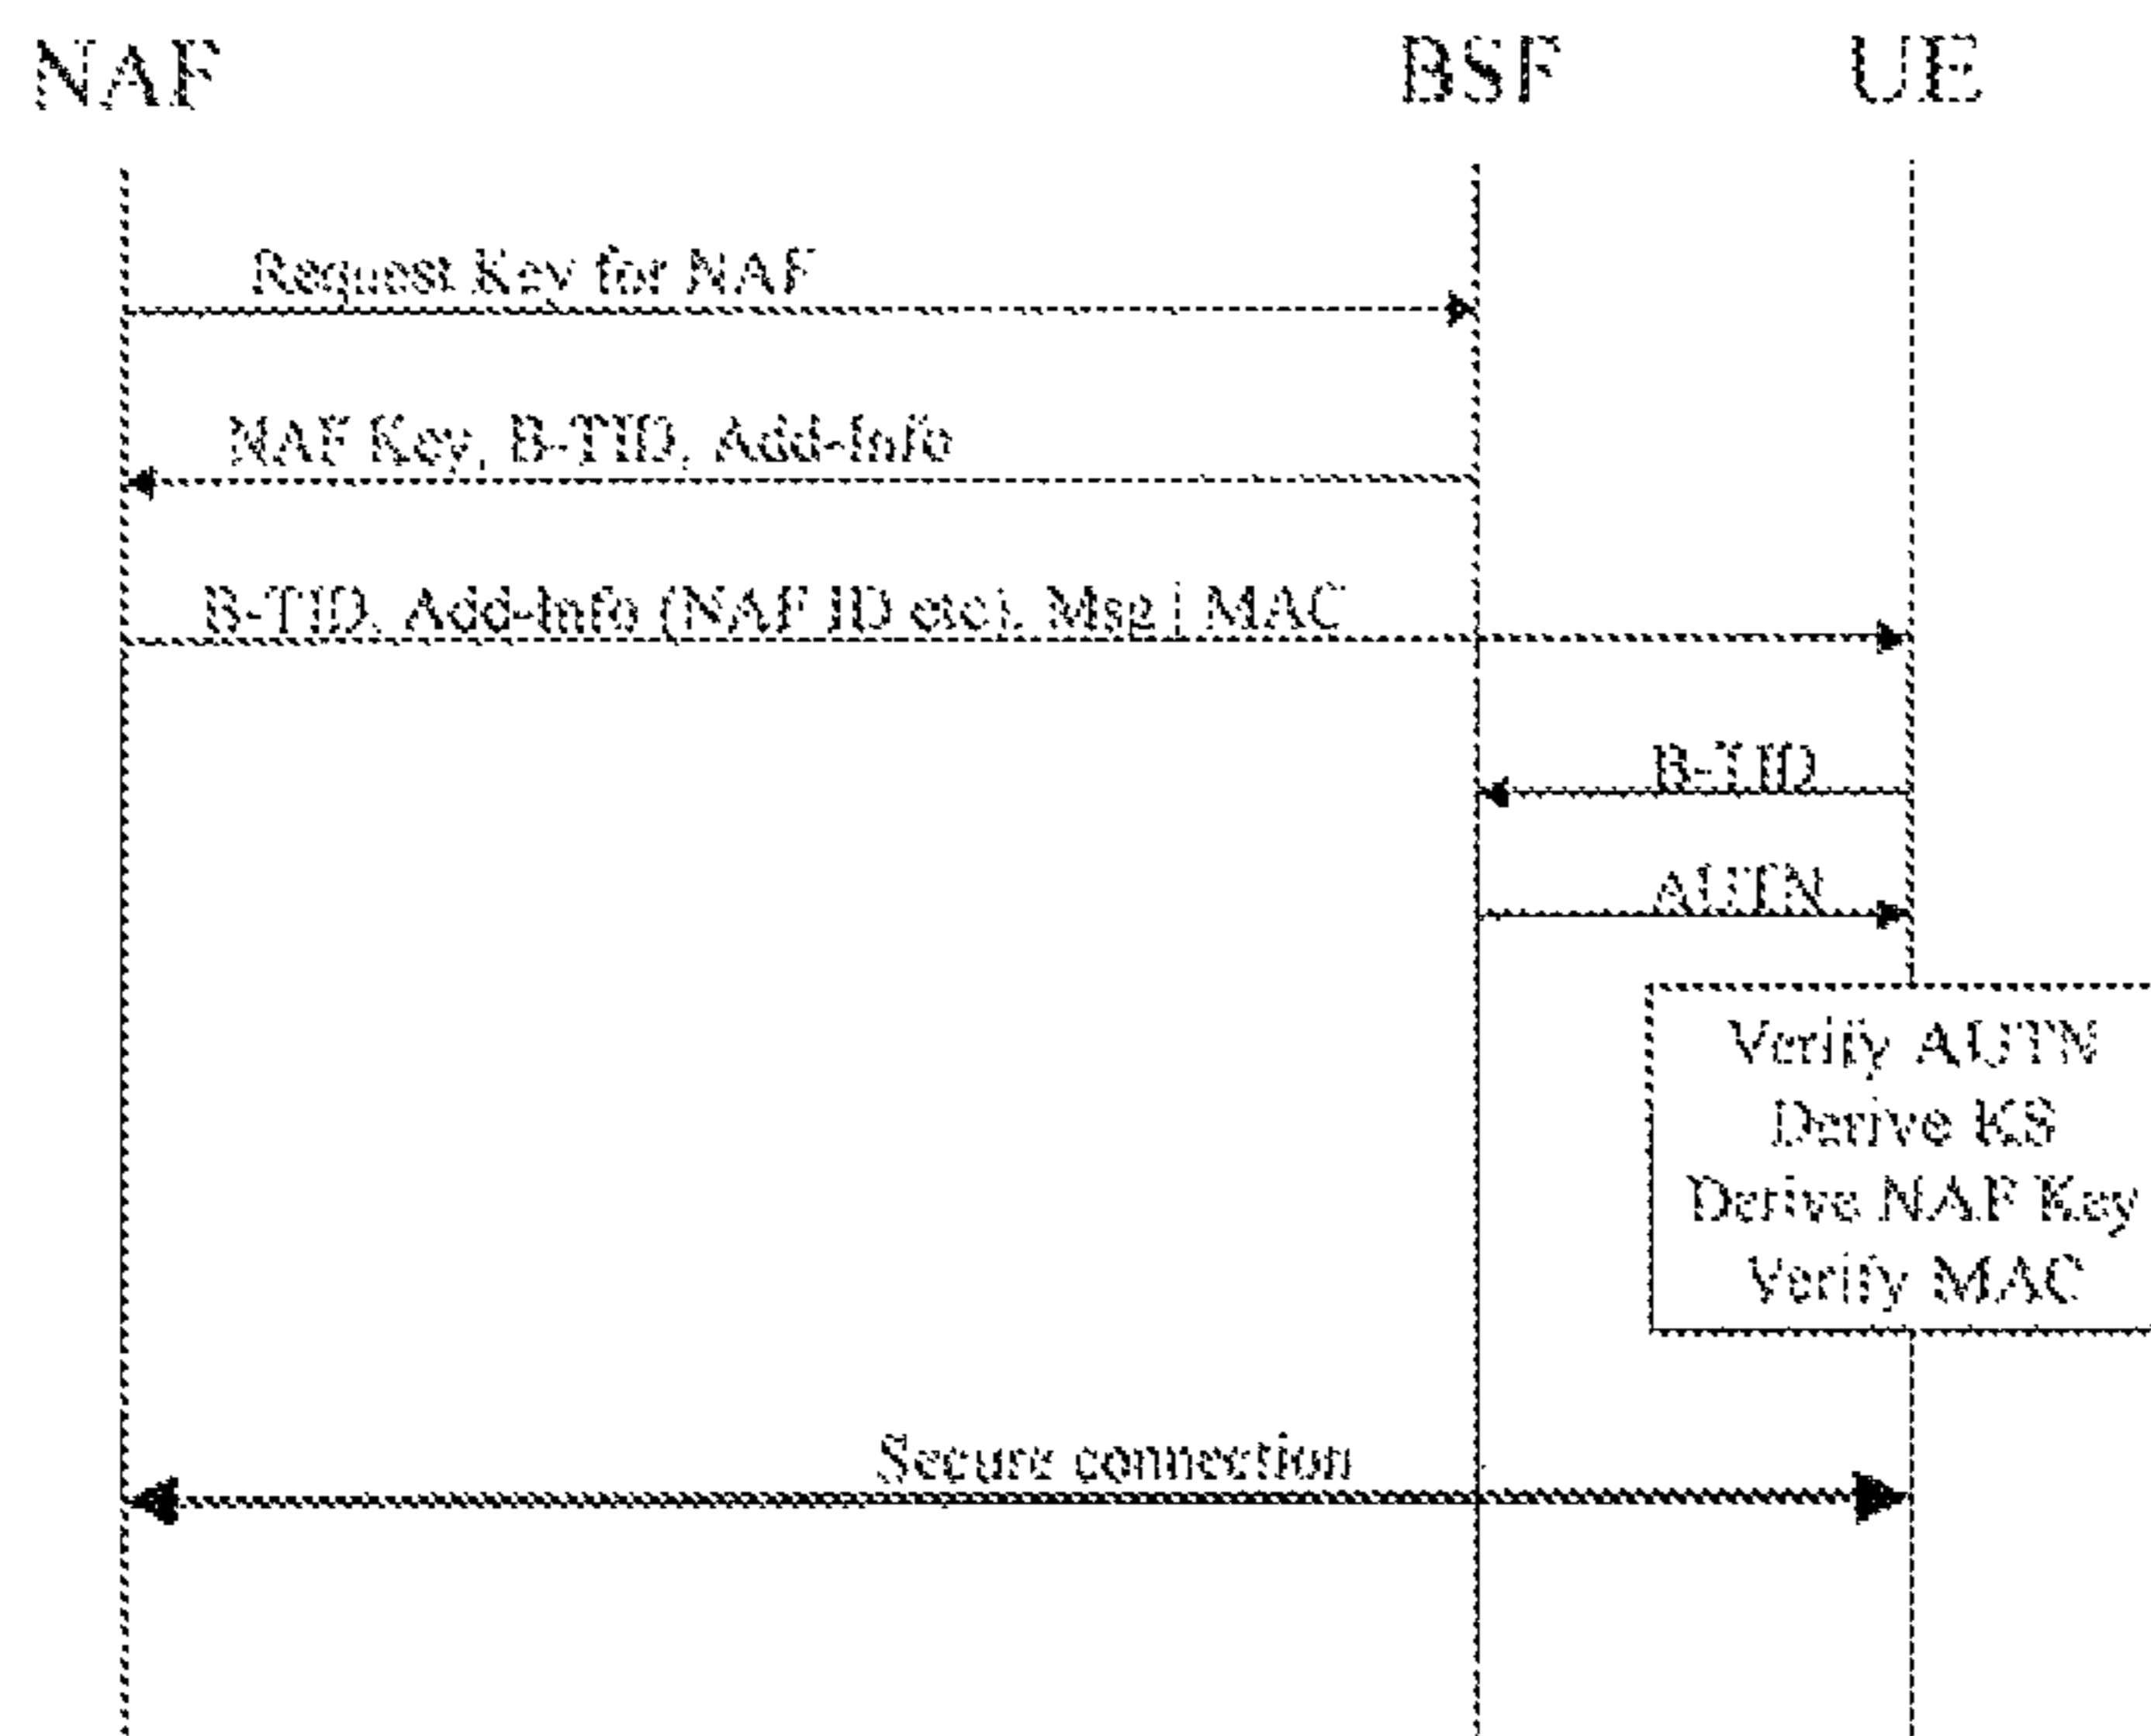 NAF BSF UE
Request Key for NAF
NAF Key, B-TID, Add-Info
B-TID, Add-Info (NAF ID etc), Msg | MAC
B-TID
AUTN
Verify AUTN
Derive KS
Derive NAF Key
Verify MAC
Secure connection